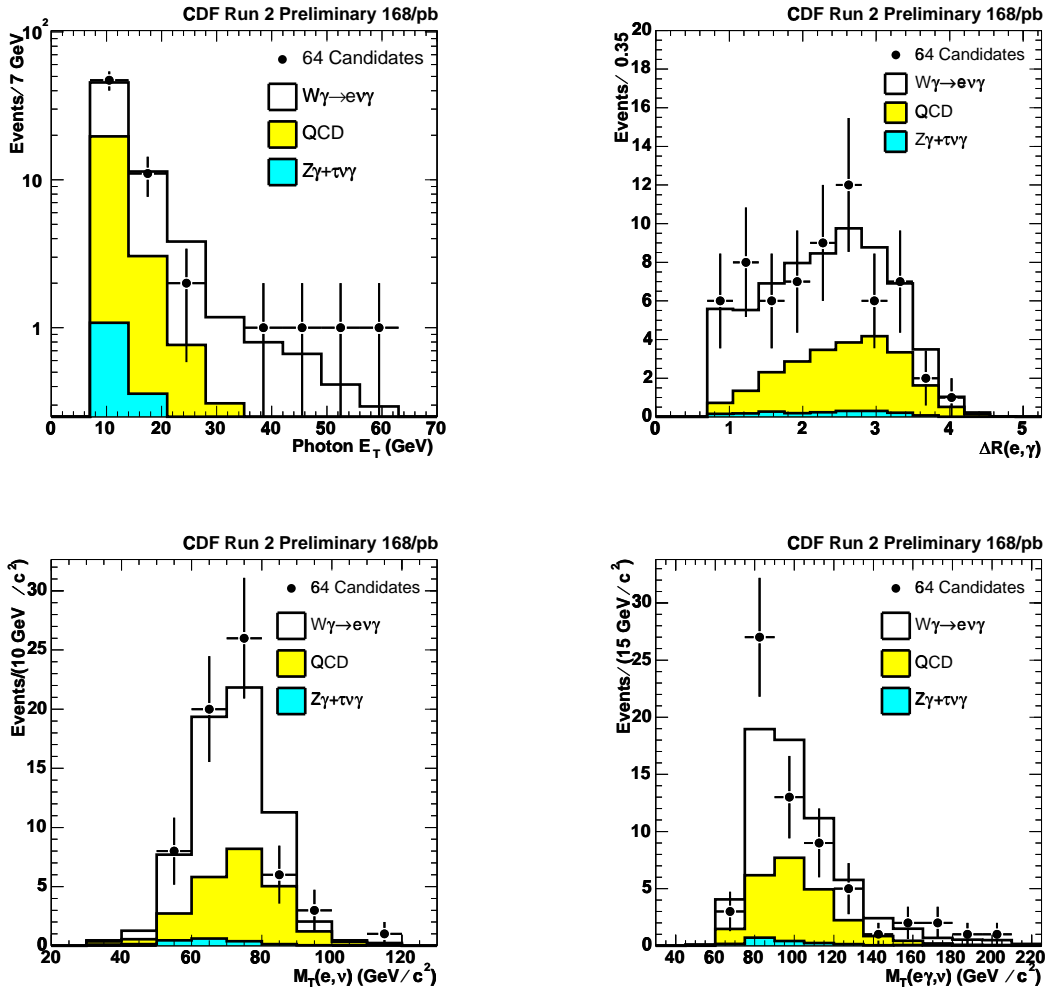 CDF Run 2 Preliminary 168/pb
Events/ 7 GeV
10²
10
1
64 Candidates
Wγ→eνγ
QCD
Zγ+τνγ
0 10 20 30 40 50 60 70
Photon E_T (GeV)
CDF Run 2 Preliminary 168/pb
Events/ 0.35
20
18
16
14
12
10
8
6
4
2
0
64 Candidates
Wγ→eνγ
QCD
Zγ+τνγ
0 1 2 3 4 5
ΔR(e,γ)
CDF Run 2 Preliminary 168/pb
Events/(10 GeV/c²)
30
25
20
15
10
5
0
64 Candidates
Wγ→eνγ
QCD
Zγ+τνγ
20 40 60 80 100 120
M_T(e,ν) (GeV/c²)
CDF Run 2 Preliminary 168/pb
Events/(15 GeV/c²)
30
25
20
15
10
5
0
64 Candidates
Wγ→eνγ
QCD
Zγ+τνγ
40 60 80 100 120 140 160 180 200 220
M_T(eγ,ν) (GeV/c²)